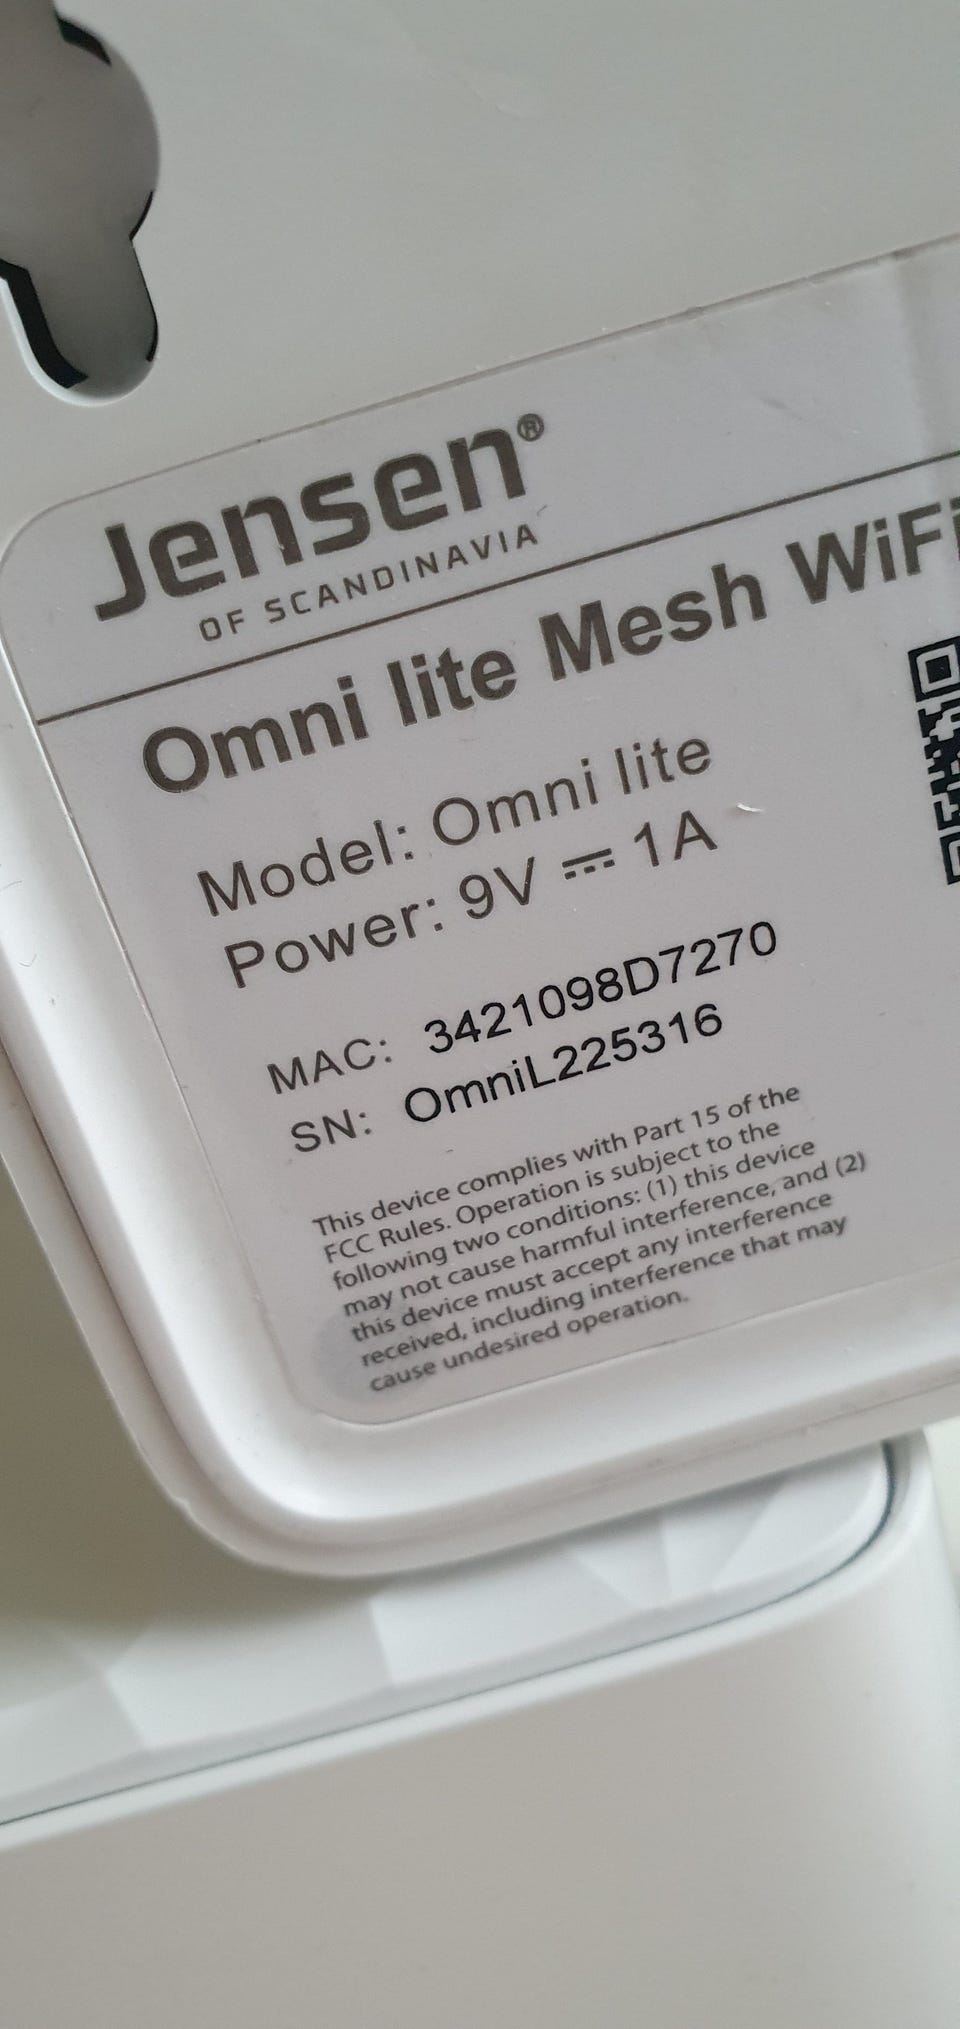 Jensen®
OF SCANDINAVIA
Omni lite Mesh WiFi
Model: Omni lite
Power: 9V ⎓ 1A
MAC: 3421098D7270
SN: OmniL225316
This device complies with Part 15 of the
FCC Rules. Operation is subject to the
following two conditions: (1) this device
may not cause harmful interference, and (2)
this device must accept any interference
received, including interference that may
cause undesired operation.